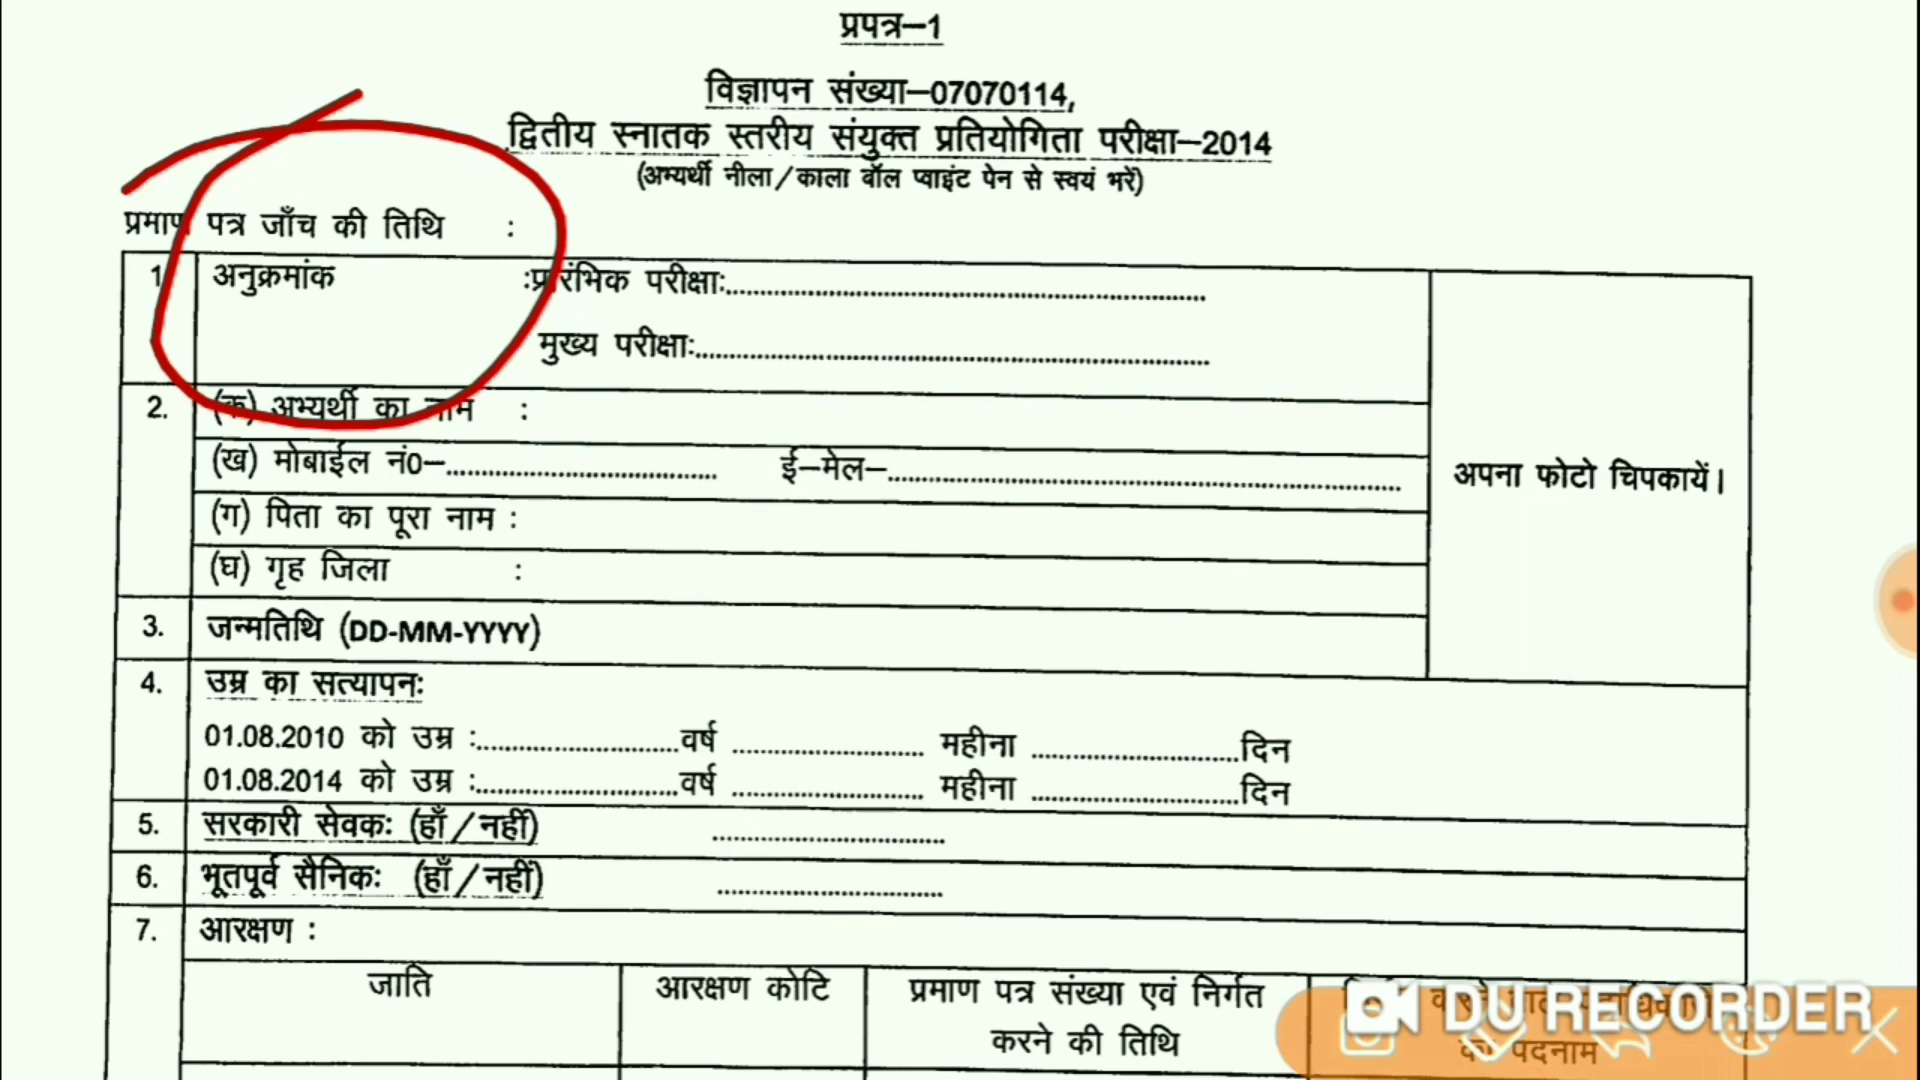 प्रपत्र–1
विज्ञापन संख्या–07070114,
द्वितीय स्नातक स्तरीय संयुक्त प्रतियोगिता परीक्षा–2014
(अभ्यर्थी नीला/काला बॉल प्वाइंट पेन से स्वयं भरें)
प्रमाण पत्र जाँच की तिथि :
1 अनुक्रमांक :प्रारंभिक परीक्षाः..........................................................................
मुख्य परीक्षाः..........................................................................
2. (क) अभ्यर्थी का नाम :
(ख) मोबाईल नं0–....................................... ई–मेल–..........................................................................
(ग) पिता का पूरा नाम :
(घ) गृह जिला :
अपना फोटो चिपकायें।
3. जन्मतिथि (DD-MM-YYYY)
4. उम्र का सत्यापनः
01.08.2010 को उम्र :.............................वर्ष ............................ महीना ..............................दिन
01.08.2014 को उम्र :.............................वर्ष ............................ महीना ..............................दिन
5. सरकारी सेवकः (हाँ/नहीं) ..................................
6. भूतपूर्व सैनिकः (हाँ/नहीं) .................................
7. आरक्षण :
जाति आरक्षण कोटि प्रमाण पत्र संख्या एवं निर्गत
करने की तिथि
का पदनाम
DU RECORDER